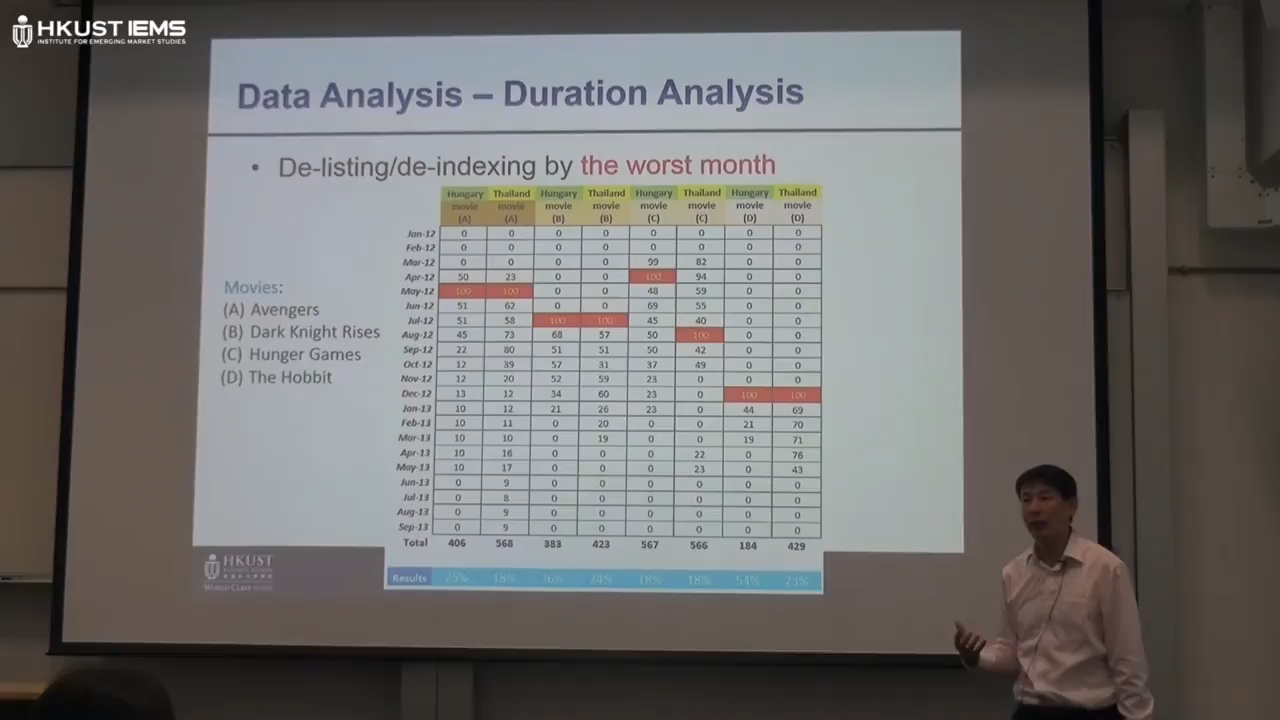 HKUST IEMS
INSTITUTE FOR EMERGING MARKET STUDIES
Data Analysis – Duration Analysis
• De-listing/de-indexing by the worst month
Hungary Thailand Hungary Thailand Hungary Thailand Hungary Thailand
movie movie movie movie movie movie movie movie
(A) (A) (B) (B) (C) (C) (D) (D)
Jan-12 0 0 0 0 0 0 0 0
Feb-12 0 0 0 0 0 0 0 0
Mar-12 0 0 0 0 99 82 0 0
Apr-12 50 23 0 0 100 94 0 0
May-12 100 100 0 0 48 59 0 0
Jun-12 51 62 0 0 69 55 0 0
Jul-12 51 58 100 100 45 40 0 0
Aug-12 45 73 68 57 50 100 0 0
Sep-12 22 80 51 51 50 42 0 0
Oct-12 12 39 57 31 37 49 0 0
Nov-12 12 20 52 59 23 0 0 0
Dec-12 13 12 34 60 23 0 100 100
Jan-13 10 12 21 26 23 0 44 69
Feb-13 10 11 0 20 0 0 21 70
Mar-13 10 10 0 19 0 0 19 71
Apr-13 10 16 0 0 0 22 0 76
May-13 10 17 0 0 0 23 0 43
Jun-13 0 9 0 0 0 0 0 0
Jul-13 0 8 0 0 0 0 0 0
Aug-13 0 9 0 0 0 0 0 0
Sep-13 0 9 0 0 0 0 0 0
Total 406 568 383 423 567 566 184 429
Results 25% 18% 26% 24% 18% 18% 54% 23%
Movies:
(A) Avengers
(B) Dark Knight Rises
(C) Hunger Games
(D) The Hobbit
HKUST